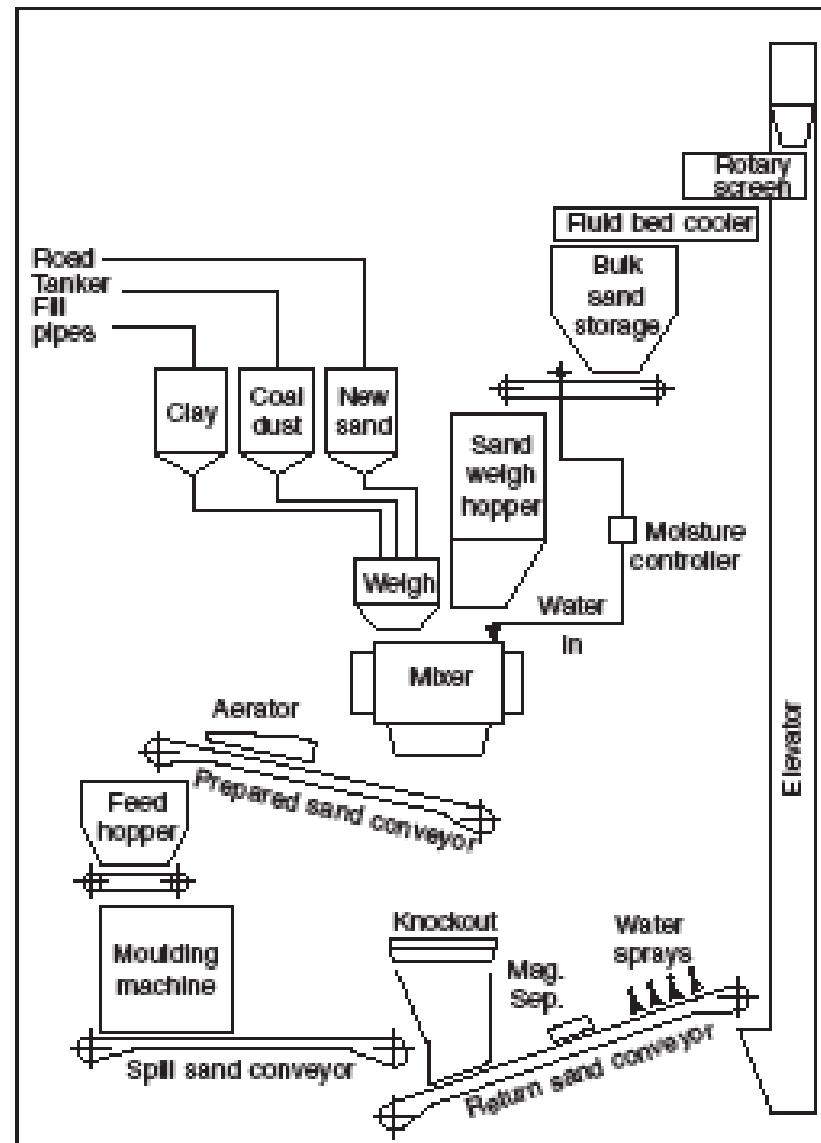 Rotary
screen
Fluid bed cooler
Bulk
sand
storage
Road
Tanker
Fill
pipes
Clay
Coal
dust
New
sand
Sand
weigh
hopper
Moisture
controller
Weigh
Water
In
Mixer
Aerator
Prepared sand conveyor
Elevator
Feed
hopper
Moulding
machine
Knockout
Water
sprays
Mag.
Sep.
Spill sand conveyor
Return sand conveyor